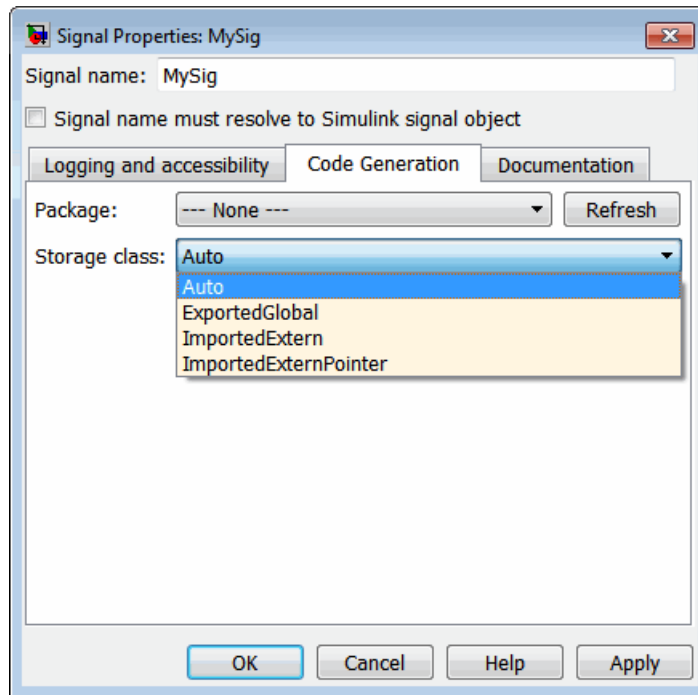 Signal Properties: MySig
Signal name: MySig
Signal name must resolve to Simulink signal object
Logging and accessibility Code Generation Documentation
Package: --- None --- Refresh
Storage class: Auto
Auto
ExportedGlobal
ImportedExtern
ImportedExternPointer
OK Cancel Help Apply